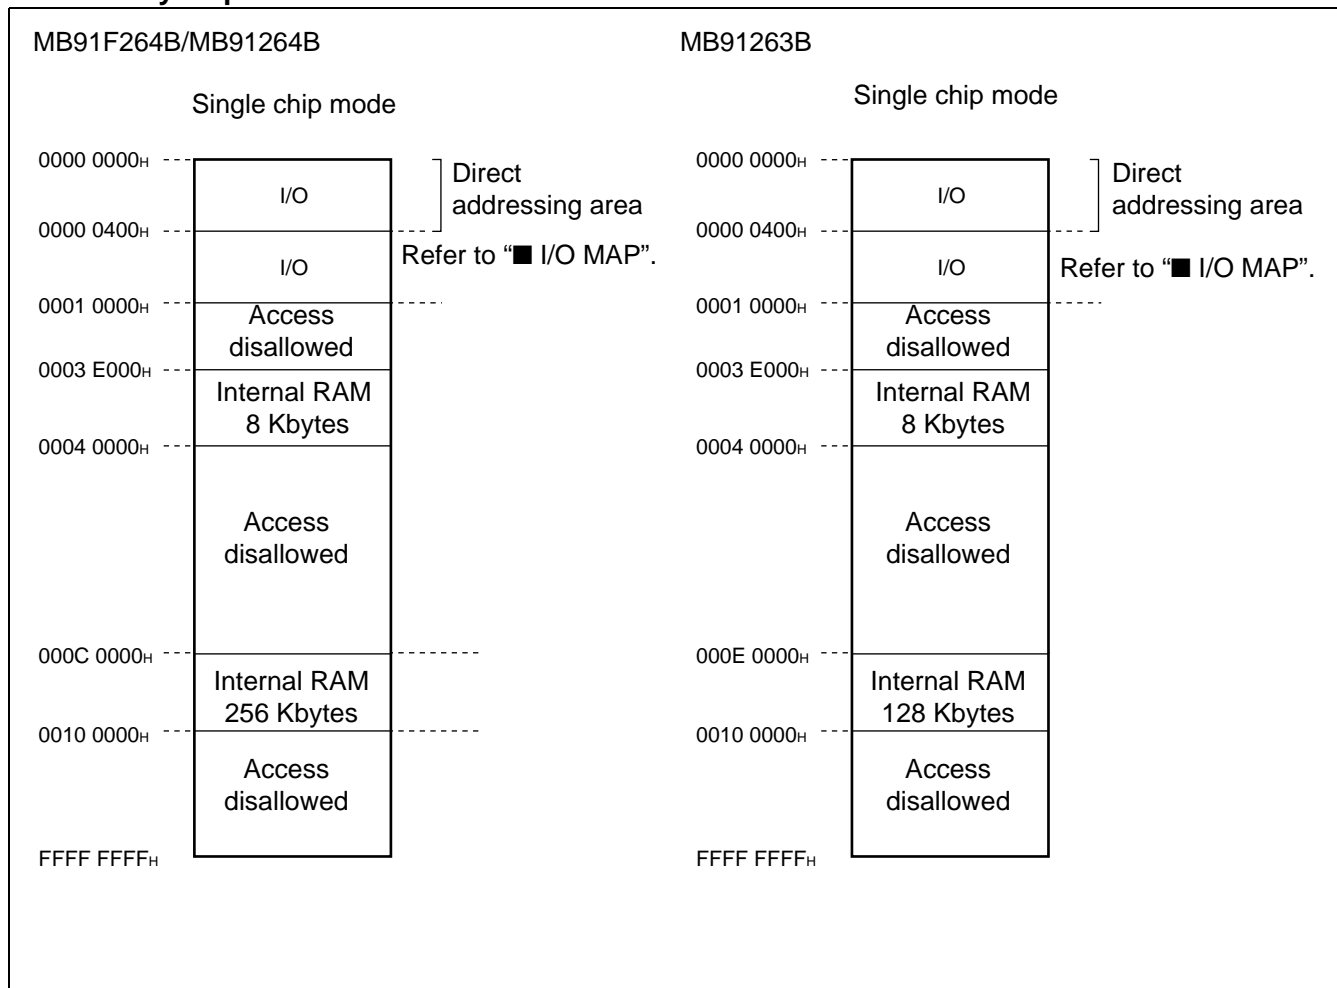 MB91F264B/MB91264B
Single chip mode
0000 0000H
I/O
Direct
addressing area
0000 0400H
I/O
Refer to “■ I/O MAP”.
0001 0000H
Access
disallowed
0003 E000H
Internal RAM
8 Kbytes
0004 0000H
Access
disallowed
000C 0000H
Internal RAM
256 Kbytes
0010 0000H
Access
disallowed
FFFF FFFFH
MB91263B
Single chip mode
0000 0000H
I/O
Direct
addressing area
0000 0400H
I/O
Refer to “■ I/O MAP”.
0001 0000H
Access
disallowed
0003 E000H
Internal RAM
8 Kbytes
0004 0000H
Access
disallowed
000E 0000H
Internal RAM
128 Kbytes
0010 0000H
Access
disallowed
FFFF FFFFH